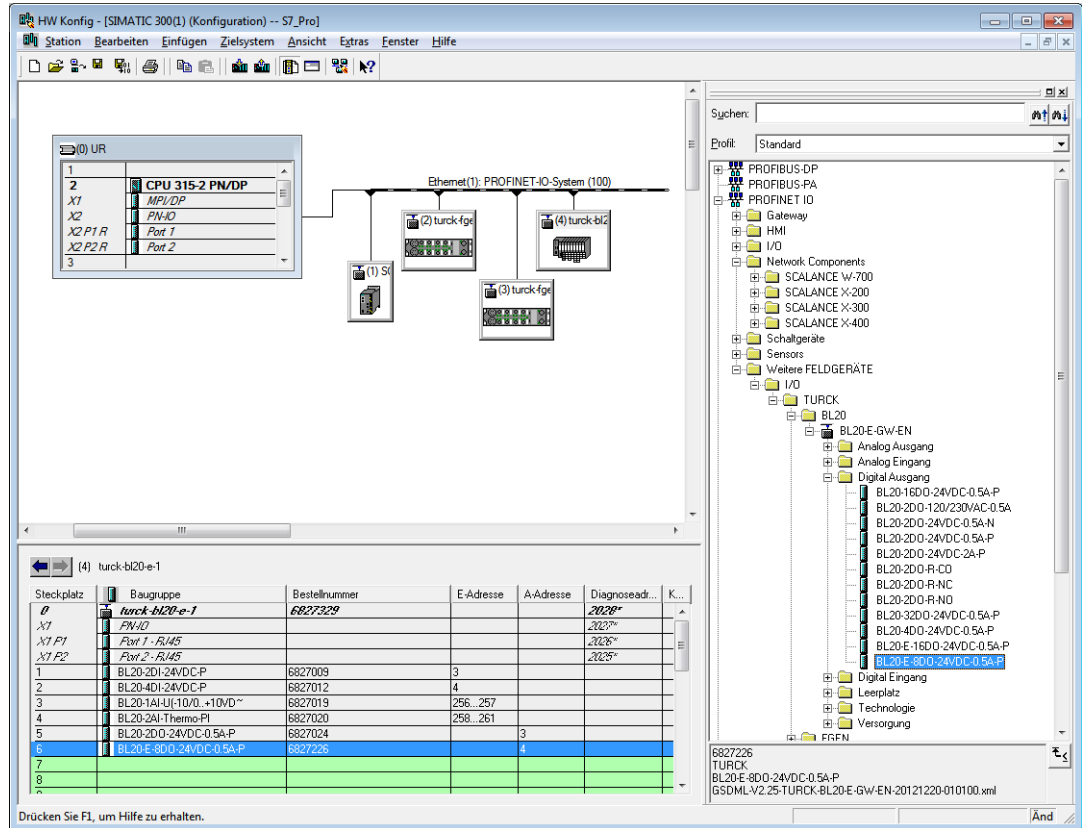 HW Konfig - [SIMATIC 300(1) (Konfiguration) -- S7_Pro]
Station Bearbeiten Einfügen Zielsystem Ansicht Extras Fenster Hilfe
(0) UR
1
2 CPU 315-2 PN/DP
X1 MPI/DP
X2 PN-IO
X2 P1 R Port 1
X2 P2 R Port 2
3
Ethernet(1): PROFINET-IO-System (100)
(2) turck-fge
(4) turck-bl2
(1) SC
(3) turck-fge
Suchen:
Profil: Standard
PROFIBUS-DP
PROFIBUS-PA
PROFINET IO
Gateway
HMI
I/O
Network Components
SCALANCE W-700
SCALANCE X-200
SCALANCE X-300
SCALANCE X-400
Schaltgeräte
Sensors
Weitere FELDGERÄTE
I/O
TURCK
BL20
BL20-E-GW-EN
Analog Ausgang
Analog Eingang
Digital Ausgang
BL20-16DO-24VDC-0.5A-P
BL20-2DO-120/230VAC-0.5A
BL20-2DO-24VDC-0.5A-N
BL20-2DO-24VDC-0.5A-P
BL20-2DO-24VDC-2A-P
BL20-2DO-R-CO
BL20-2DO-R-NC
BL20-2DO-R-NO
BL20-32DO-24VDC-0.5A-P
BL20-4DO-24VDC-0.5A-P
BL20-E-16DO-24VDC-0.5A-P
BL20-E-8DO-24VDC-0.5A-P
Digital Eingang
Leerplatz
Technologie
Versorgung
FGEN
6827226
TURCK
BL20-E-8DO-24VDC-0.5A-P
GSDML-V2.25-TURCK-BL20-E-GW-EN-20121220-010100.xml
(4) turck-bl20-e-1
Steckplatz Baugruppe Bestellnummer E-Adresse A-Adresse Diagnoseadr... K...
0 turck-bl20-e-1 6827329 2028*
X1 PN-IO 2027*
X1 P1 Port 1 - RJ45 2026*
X1 P2 Port 2 - RJ45 2025*
1 BL20-2DI-24VDC-P 6827009 3
2 BL20-4DI-24VDC-P 6827012 4
3 BL20-1AI-U(-10/0..+10VD~ 6827019 256...257
4 BL20-2AI-Thermo-PI 6827020 258...261
5 BL20-2DO-24VDC-0.5A-P 6827024 3
6 BL20-E-8DO-24VDC-0.5A-P 6827226 4
7
8
Drücken Sie F1, um Hilfe zu erhalten.
Änd